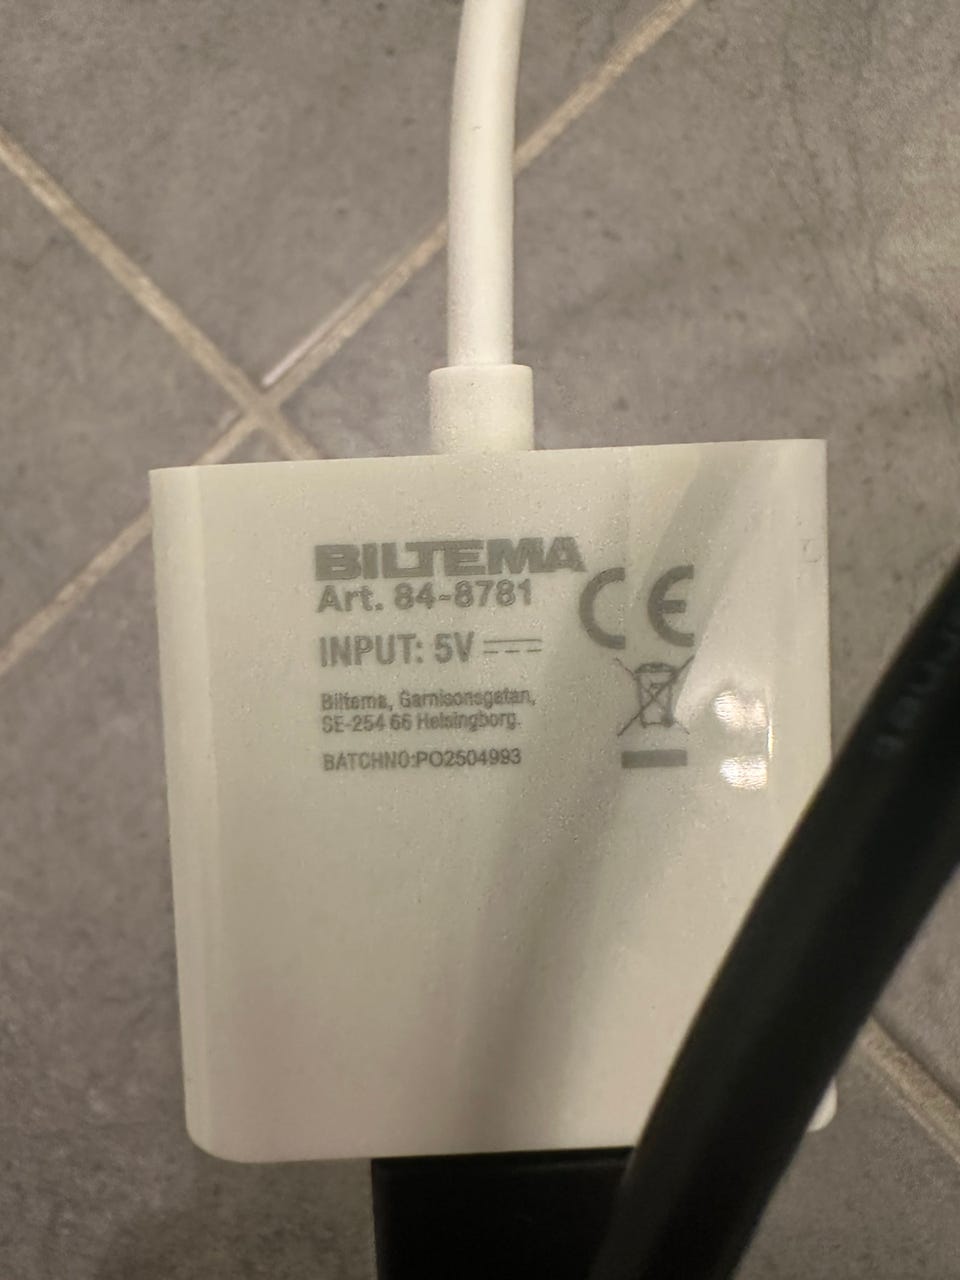 BILTEMA
Art. 84-8781
INPUT: 5V
Biltema, Garnisonsgatan,
SE-254 66 Helsingborg.
BATCHNO:PO2504993
CE